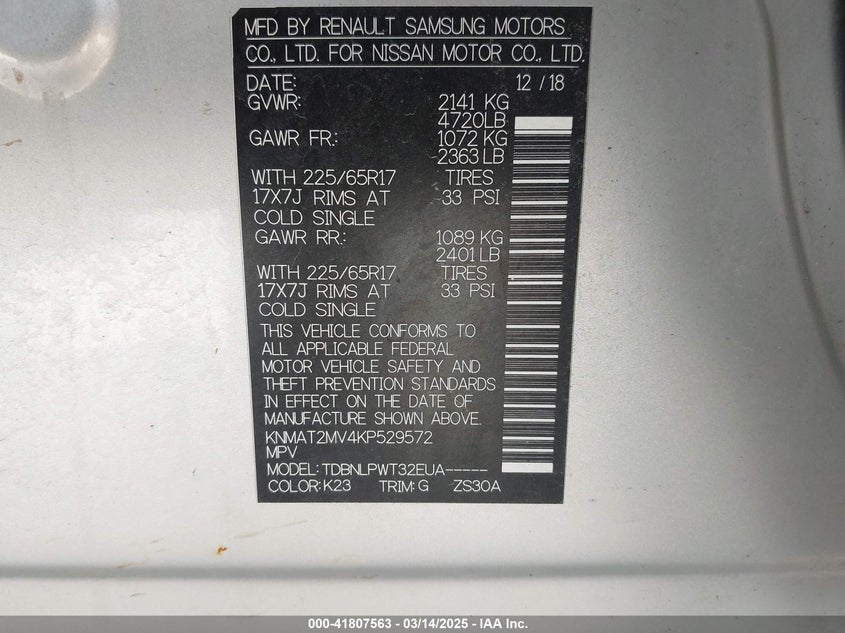 MFD BY RENAULT SAMSUNG MOTORS
CO., LTD. FOR NISSAN MOTOR CO., LTD.
DATE: 12 / 18
GVWR: 2141 KG
4720LB
GAWR FR.: 1072 KG
2363 LB
WITH 225/65R17 TIRES
17X7J RIMS AT 33 PSI
COLD SINGLE
GAWR RR.: 1089 KG
2401 LB
WITH 225/65R17 TIRES
17X7J RIMS AT 33 PSI
COLD SINGLE
THIS VEHICLE CONFORMS TO
ALL APPLICABLE FEDERAL
MOTOR VEHICLE SAFETY AND
THEFT PREVENTION STANDARDS
IN EFFECT ON THE DATE OF
MANUFACTURE SHOWN ABOVE.
KNMAT2MV4KP529572
MPV
MODEL: TDBNLPWT32EUA-----
COLOR: K23 TRIM: G ZS30A
000-41807563 - 03/14/2025 - IAA Inc.